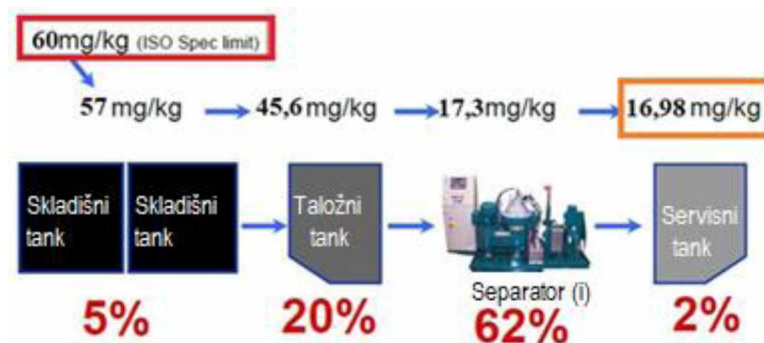 60mg/kg (ISO Spec limit)
57 mg/kg 45,6 mg/kg 17,3mg/kg 16,98 mg/kg
Skladišni tank
Skladišni tank
Taložni tank
Servisni tank
Separator (i)
5% 20% 62% 2%